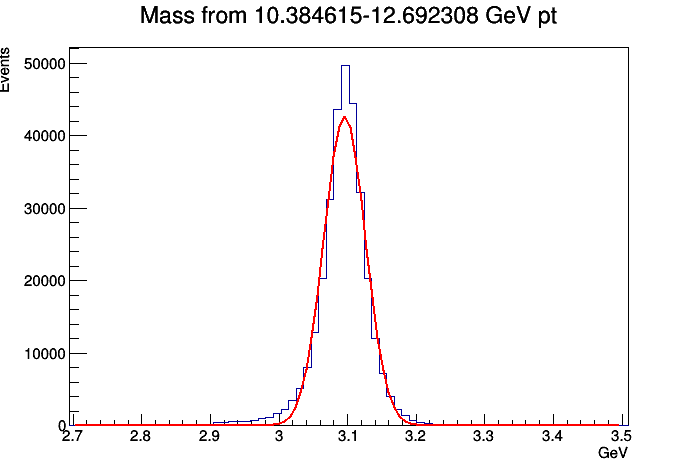 Mass from 10.384615-12.692308 GeV pt
Events
50000
40000
30000
20000
10000
0
2.7 2.8 2.9 3 3.1 3.2 3.3 3.4 3.5
GeV